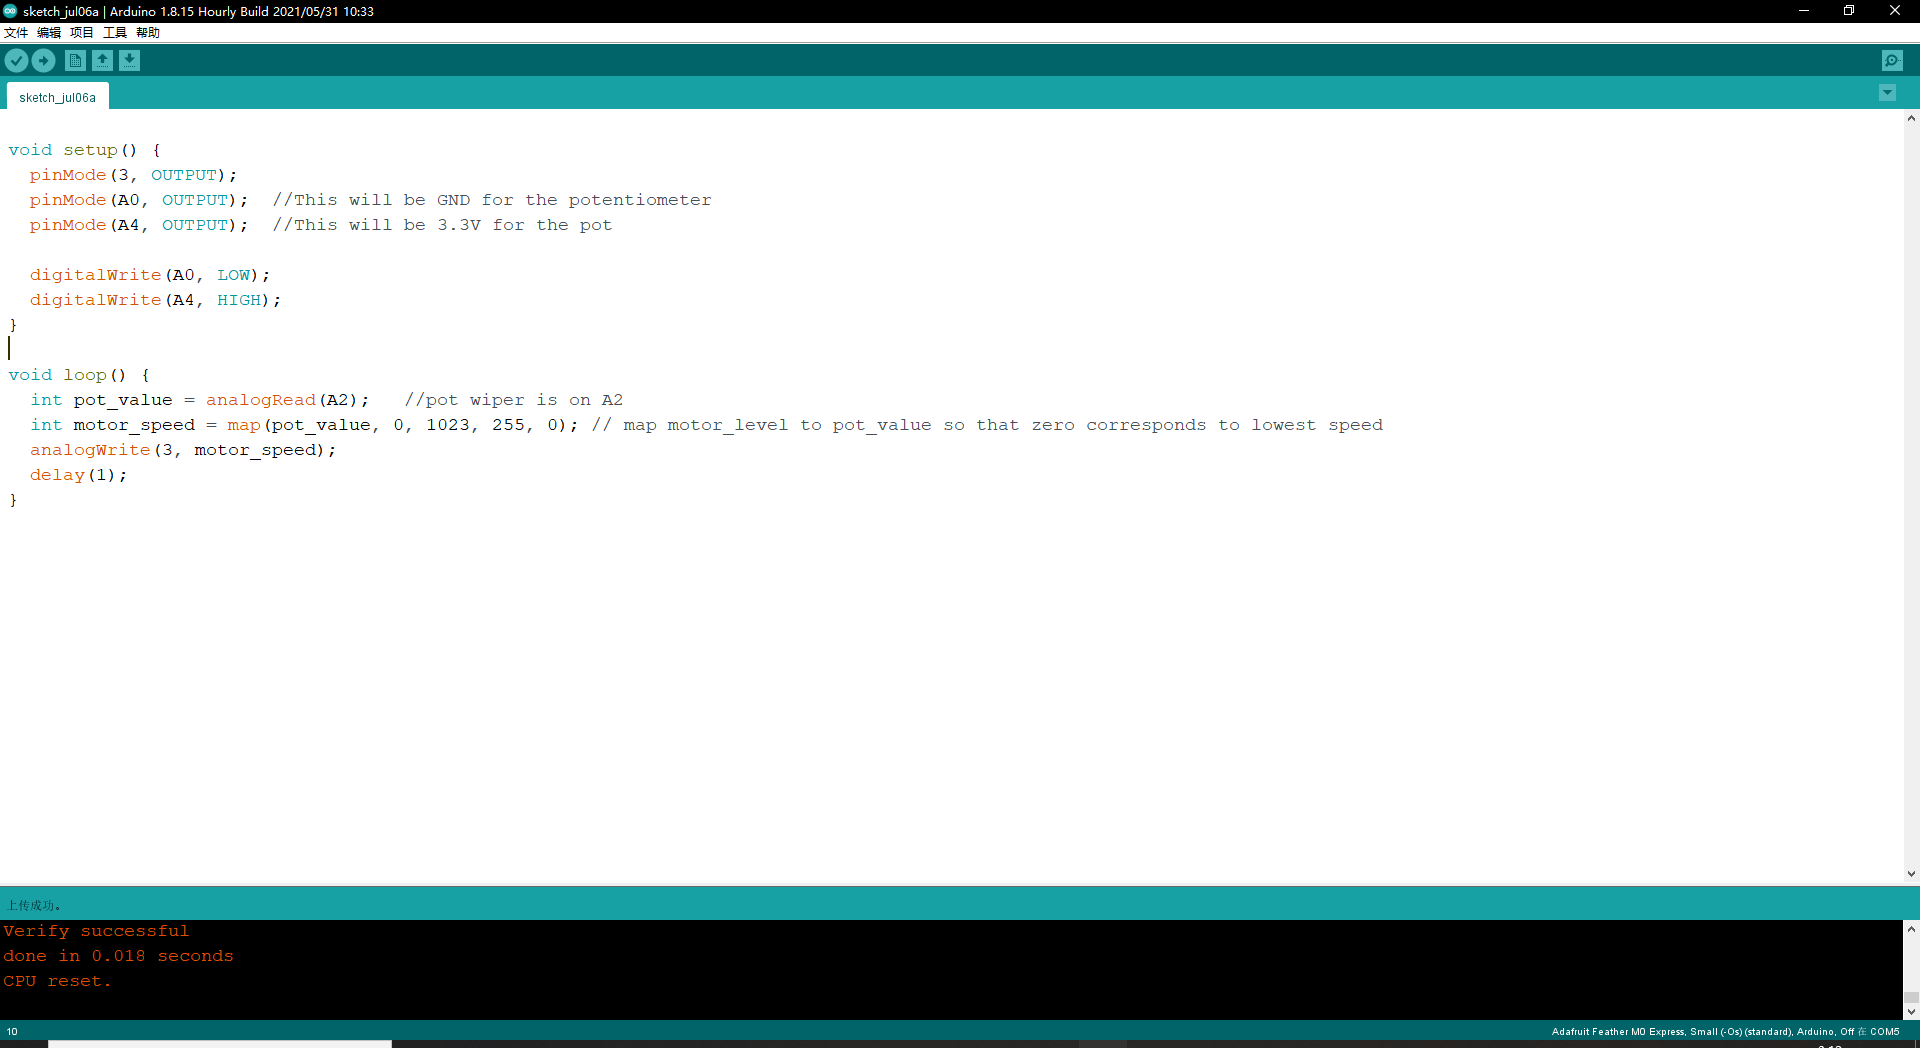 sketch_jul06a | Arduino 1.8.15 Hourly Build 2021/05/31 10:33
文件 编辑 项目 工具 帮助
sketch_jul06a
void setup() {
  pinMode(3, OUTPUT);
  pinMode(A0, OUTPUT);  //This will be GND for the potentiometer
  pinMode(A4, OUTPUT);  //This will be 3.3V for the pot
  digitalWrite(A0, LOW);
  digitalWrite(A4, HIGH);
}
void loop() {
  int pot_value = analogRead(A2);   //pot wiper is on A2
  int motor_speed = map(pot_value, 0, 1023, 255, 0); // map motor_level to pot_value so that zero corresponds to lowest speed
  analogWrite(3, motor_speed);
  delay(1);
}
上传成功。
Verify successful
done in 0.018 seconds
CPU reset.
10
Adafruit Feather M0 Express, Small (-Os) (standard), Arduino, Off 在 COM5